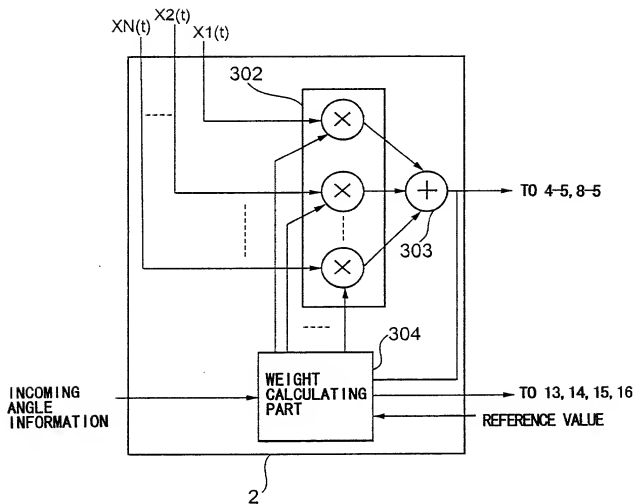 XN(t)
X2(t)
X1(t)
302
×
×
×
+
303
TO 4-5, 8-5
304
WEIGHT
CALCULATING
PART
INCOMING
ANGLE
INFORMATION
TO 13, 14, 15, 16
REFERENCE VALUE
2